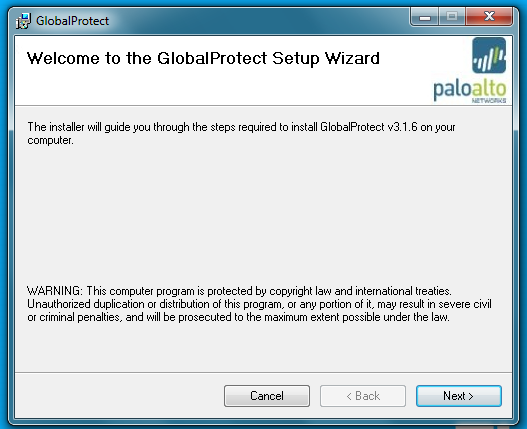 GlobalProtect
Welcome to the GlobalProtect Setup Wizard
paloalto
NETWORKS
The installer will guide you through the steps required to install GlobalProtect v3.1.6 on your
computer.
WARNING: This computer program is protected by copyright law and international treaties.
Unauthorized duplication or distribution of this program, or any portion of it, may result in severe civil
or criminal penalties, and will be prosecuted to the maximum extent possible under the law.
Cancel < Back Next >